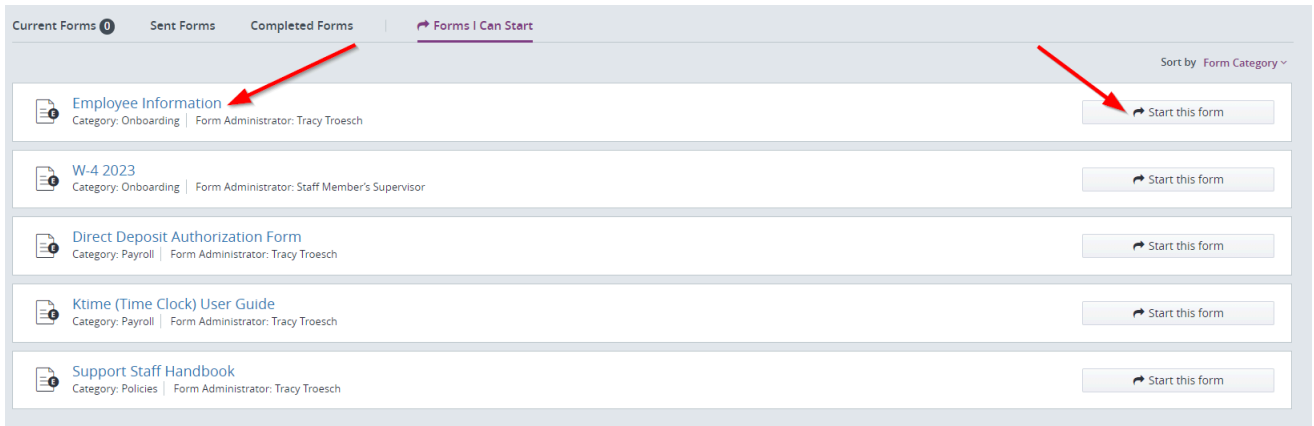 Current Forms 0 Sent Forms Completed Forms Forms I Can Start
Sort by Form Category
Employee Information
Category: Onboarding Form Administrator: Tracy Troesch
Start this form
W-4 2023
Category: Onboarding Form Administrator: Staff Member's Supervisor
Start this form
Direct Deposit Authorization Form
Category: Payroll Form Administrator: Tracy Troesch
Start this form
Ktime (Time Clock) User Guide
Category: Payroll Form Administrator: Tracy Troesch
Start this form
Support Staff Handbook
Category: Policies Form Administrator: Tracy Troesch
Start this form